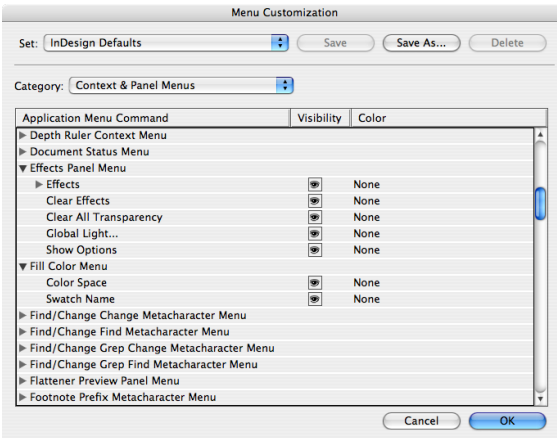 Menu Customization
Set: InDesign Defaults Save Save As... Delete
Category: Context & Panel Menus
Application Menu Command Visibility Color
Depth Ruler Context Menu
Document Status Menu
Effects Panel Menu
Effects None
Clear Effects None
Clear All Transparency None
Global Light... None
Show Options None
Fill Color Menu
Color Space None
Swatch Name None
Find/Change Change Metacharacter Menu
Find/Change Find Metacharacter Menu
Find/Change Grep Change Metacharacter Menu
Find/Change Grep Find Metacharacter Menu
Flattener Preview Panel Menu
Footnote Prefix Metacharacter Menu
Cancel OK